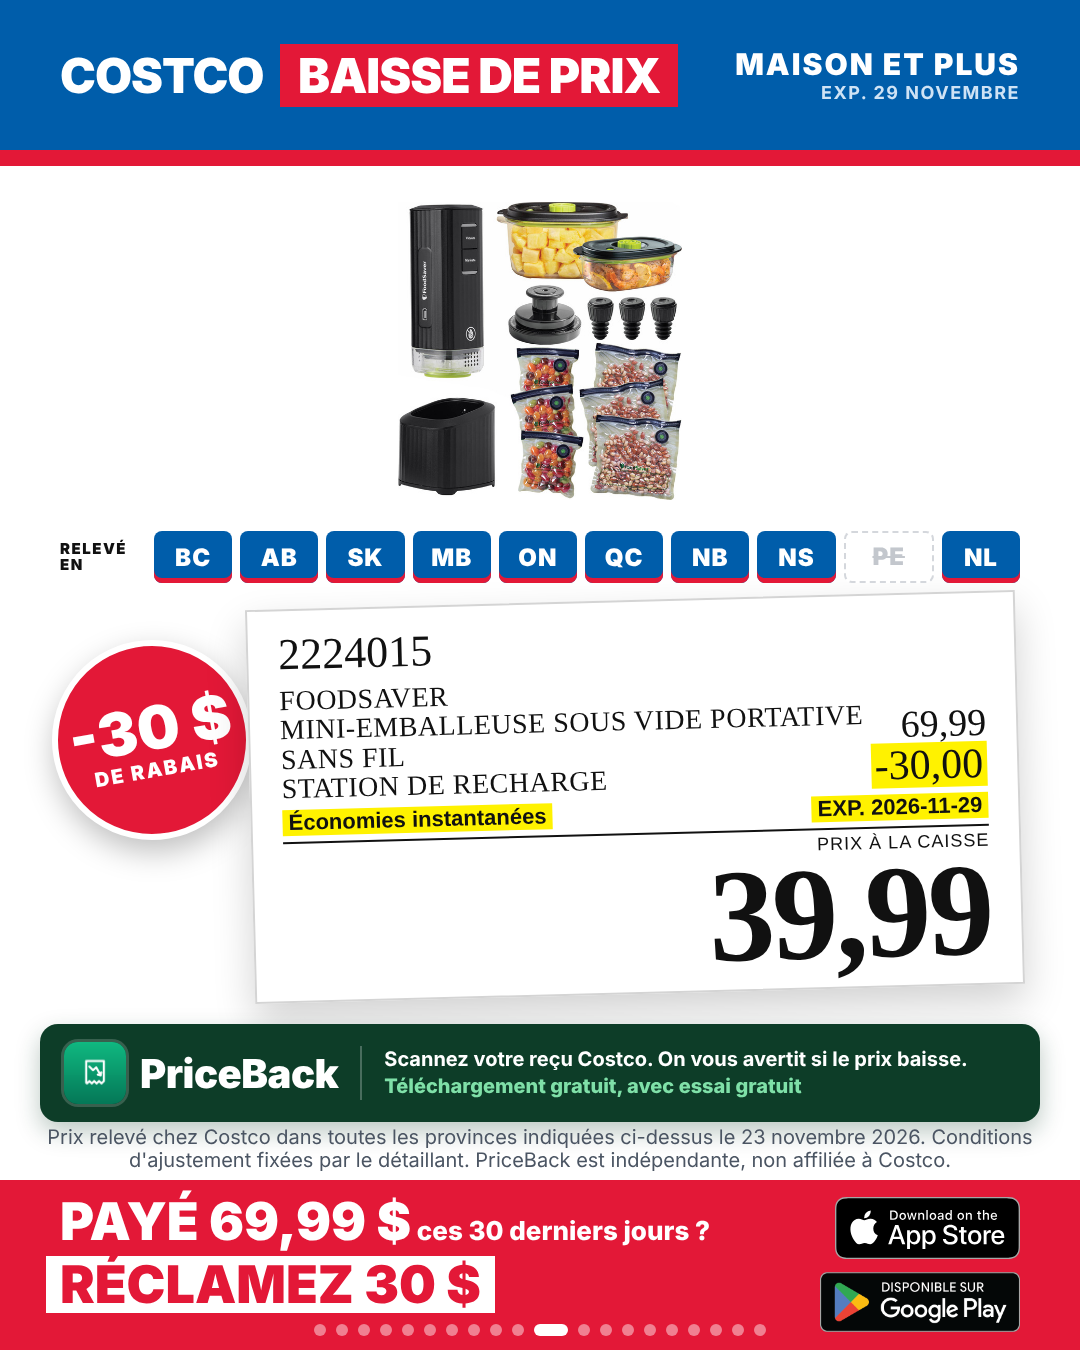 COSTCO BAISSE DE PRIX
MAISON ET PLUS
EXP. 29 NOVEMBRE
FoodSaver
RELEVÉ EN
BC AB SK MB ON QC NB NS PE NL
-30 $
DE RABAIS
2224015
FOODSAVER
MINI-EMBALLEUSE SOUS VIDE PORTATIVE
SANS FIL
STATION DE RECHARGE
69,99
-30,00
Économies instantanées
EXP. 2026-11-29
PRIX À LA CAISSE
39,99
PriceBack
Scannez votre reçu Costco. On vous avertit si le prix baisse.
Téléchargement gratuit, avec essai gratuit
Prix relevé chez Costco dans toutes les provinces indiquées ci-dessus le 23 novembre 2026. Conditions
d'ajustement fixées par le détaillant. PriceBack est indépendante, non affiliée à Costco.
PAYÉ 69,99 $ ces 30 derniers jours ?
RÉCLAMEZ 30 $
Download on the
App Store
DISPONIBLE SUR
Google Play